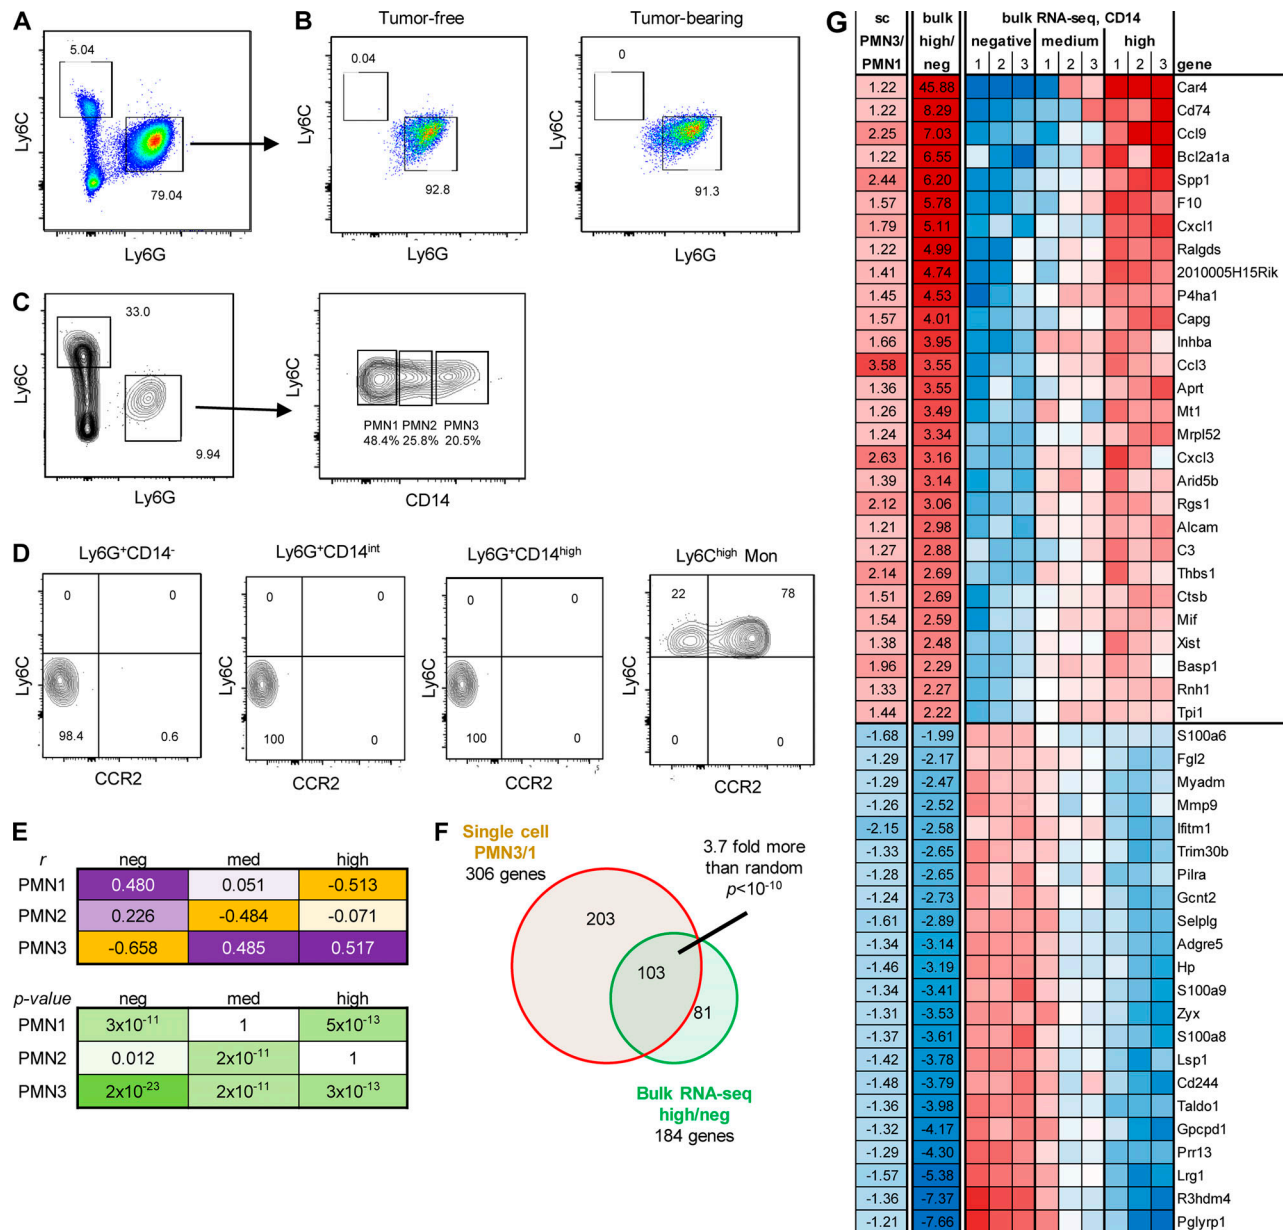 A
5.04
Ly6C
79.04
Ly6G
B
Tumor-free
Tumor-bearing
0.04
Ly6C
92.8
Ly6G
0
Ly6C
91.3
Ly6G
C
33.0
Ly6C
9.94
Ly6G
Ly6C
PMN1 PMN2 PMN3
48.4% 25.8% 20.5%
CD14
D
Ly6G⁺CD14⁻
0 0
Ly6C
98.4 0.6
CCR2
Ly6G⁺CD14ⁱⁿᵗ
0 0
Ly6C
100 0
CCR2
Ly6G⁺CD14ʰⁱᵍʰ
0 0
Ly6C
100 0
CCR2
Ly6Cʰⁱᵍʰ Mon
22 78
Ly6C
0 0
CCR2
E
r neg med high
PMN1 0.480 0.051 -0.513
PMN2 0.226 -0.484 -0.071
PMN3 -0.658 0.485 0.517
p-value neg med high
PMN1 3x10⁻¹¹ 1 5x10⁻¹³
PMN2 0.012 2x10⁻¹¹ 1
PMN3 2x10⁻²³ 2x10⁻¹¹ 3x10⁻¹³
F
Single cell
PMN3/1
306 genes
3.7 fold more
than random
p<10⁻¹⁰
203
103
81
Bulk RNA-seq
high/neg
184 genes
G
sc bulk bulk RNA-seq, CD14
PMN3/ high/ negative medium high
PMN1 neg 1 2 3 1 2 3 1 2 3 gene
1.22 45.88 Car4
1.22 8.29 Cd74
2.25 7.03 Ccl9
1.22 6.55 Bcl2a1a
2.44 6.20 Spp1
1.57 5.78 F10
1.79 5.11 Cxcl1
1.22 4.99 Ralgds
1.41 4.74 2010005H15Rik
1.45 4.53 P4ha1
1.57 4.01 Capg
1.66 3.95 Inhba
3.58 3.55 Ccl3
1.36 3.55 Aprt
1.26 3.49 Mt1
1.24 3.34 Mrpl52
2.63 3.16 Cxcl3
1.39 3.14 Arid5b
2.12 3.06 Rgs1
1.21 2.98 Alcam
1.27 2.88 C3
2.14 2.69 Thbs1
1.51 2.69 Ctsb
1.54 2.59 Mif
1.38 2.48 Xist
1.96 2.29 Basp1
1.33 2.27 Rnh1
1.44 2.22 Tpi1
-1.68 -1.99 S100a6
-1.29 -2.17 Fgl2
-1.29 -2.47 Myadm
-1.26 -2.52 Mmp9
-2.15 -2.58 Ifitm1
-1.33 -2.65 Trim30b
-1.28 -2.65 Pilra
-1.24 -2.73 Gcnt2
-1.61 -2.89 Selplg
-1.34 -3.14 Adgre5
-1.46 -3.19 Hp
-1.34 -3.41 S100a9
-1.31 -3.53 Zyx
-1.37 -3.61 S100a8
-1.42 -3.78 Lsp1
-1.48 -3.79 Cd244
-1.36 -3.98 Taldo1
-1.32 -4.17 Gpcpd1
-1.29 -4.30 Prr13
-1.57 -5.38 Lrg1
-1.36 -7.37 R3hdm4
-1.21 -7.66 Pglyrp1